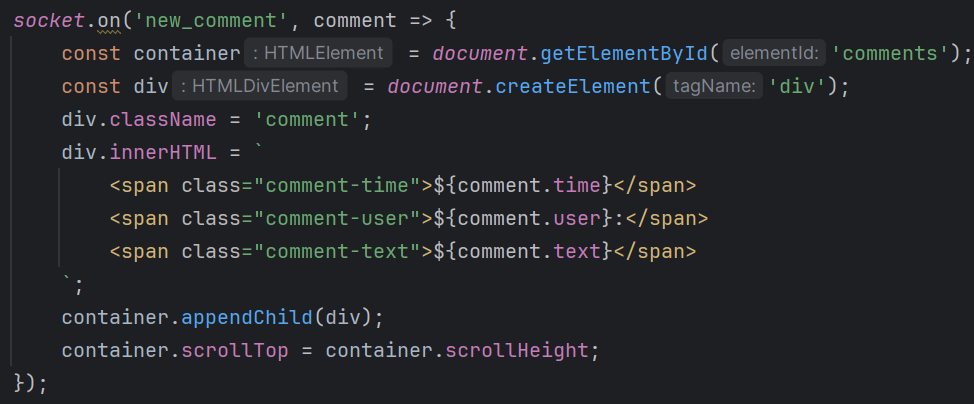 socket.on('new_comment', comment => {
    const container : HTMLElement = document.getElementById( elementId: 'comments');
    const div : HTMLDivElement = document.createElement( tagName: 'div');
    div.className = 'comment';
    div.innerHTML = `
        <span class="comment-time">${comment.time}</span>
        <span class="comment-user">${comment.user}:</span>
        <span class="comment-text">${comment.text}</span>
    `;
    container.appendChild(div);
    container.scrollTop = container.scrollHeight;
});